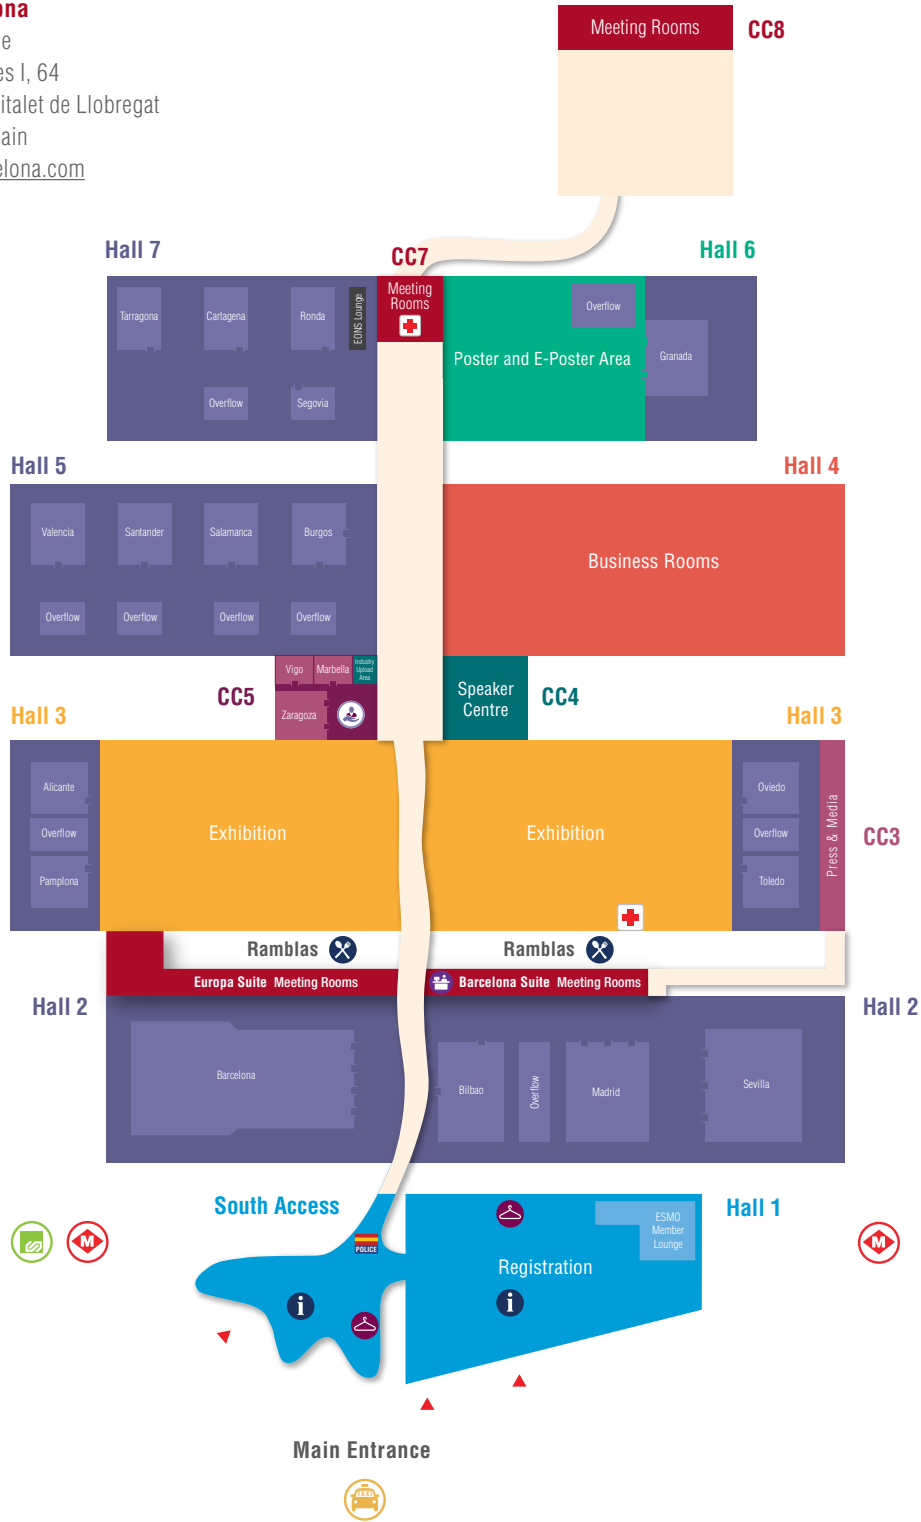 ona
e
es I, 64
italet de Llobregat
ain
elona.com
Meeting Rooms
CC8
Hall 7
CC7
Hall 6
Meeting
Rooms
Tarragona
Cartagena
Ronda
EONS Lounge
Overflow
Poster and E-Poster Area
Granada
Overflow
Segovia
Hall 5
Hall 4
Valencia
Santander
Salamanca
Burgos
Business Rooms
Overflow
Overflow
Overflow
Overflow
Vigo
Marbella
Industry
Upload
Area
CC5
Zaragoza
Speaker
Centre
CC4
Hall 3
Hall 3
Alicante
Overflow
Pamplona
Exhibition
Exhibition
Oviedo
Overflow
Toledo
Press & Media
CC3
Ramblas
Ramblas
Europa Suite Meeting Rooms
Barcelona Suite Meeting Rooms
Hall 2
Hall 2
Barcelona
Bilbao
Overflow
Madrid
Sevilla
South Access
Hall 1
ESMO
Member
Lounge
POLICE
M
M
Registration
i
i
Main Entrance
TAXI